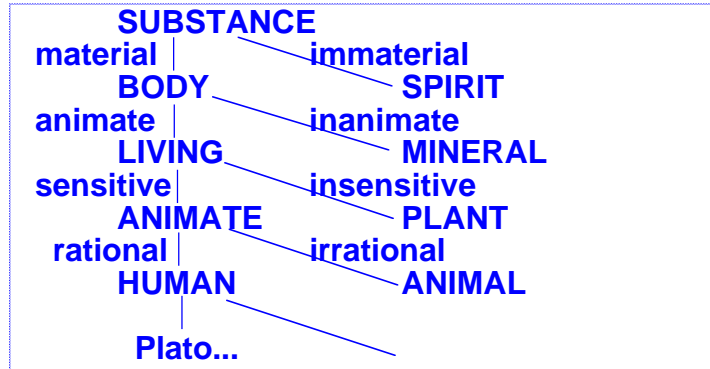 SUBSTANCE
material immaterial
BODY SPIRIT
animate inanimate
LIVING MINERAL
sensitive insensitive
ANIMATE PLANT
rational irrational
HUMAN ANIMAL
Plato...